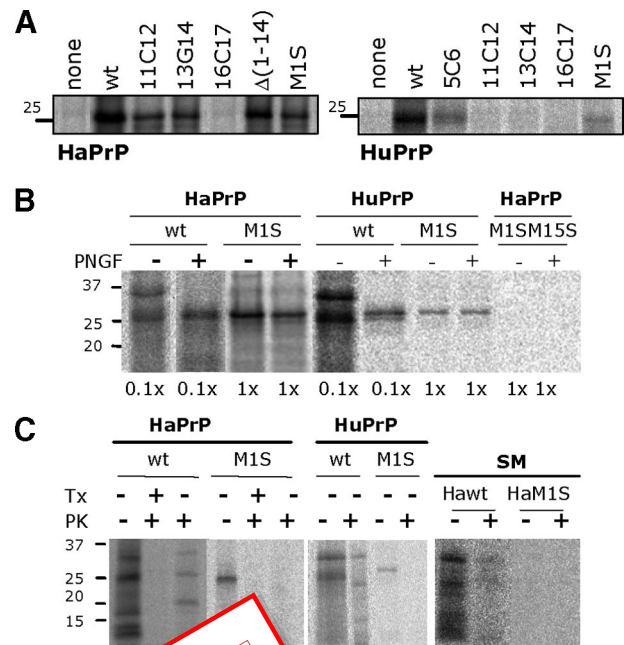 A
none wt 11C12 13G14 16C17 Δ(1-14) M1S
none wt 5C6 11C12 13C14 16C17 M1S
25
25
HaPrP
HuPrP
B
HaPrP HuPrP HaPrP
wt M1S wt M1S M1SM15S
PNGF - + - + - + - + - +
37
25
20
0.1x 0.1x 1x 1x 0.1x 0.1x 1x 1x 1x 1x
C
HaPrP HuPrP
wt M1S wt M1S SM
Hawt HaM1S
Tx - + - - + - - - - -
PK - + + - + + - + - + - + - +
37
25
20
15